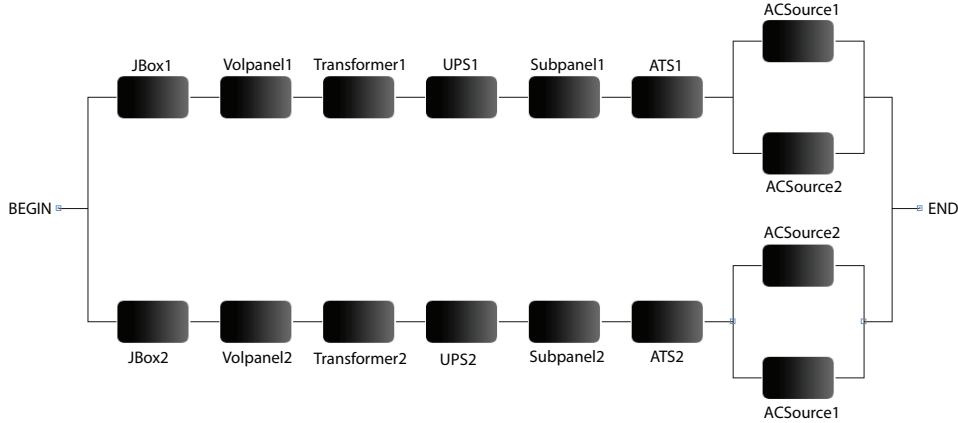 ACSource1
JBox1 Volpanel1 Transformer1 UPS1 Subpanel1 ATS1
ACSource2
BEGIN END
ACSource2
JBox2 Volpanel2 Transformer2 UPS2 Subpanel2 ATS2
ACSource1